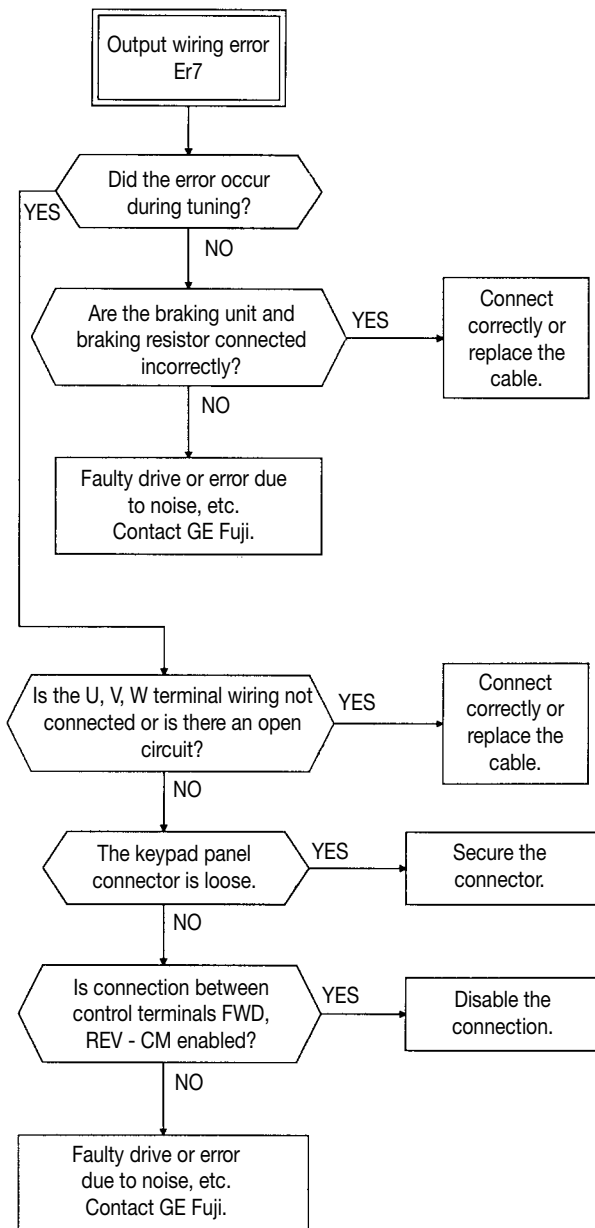 Output wiring error
Er7
Did the error occur
during tuning?
YES
NO
Are the braking unit and
braking resistor connected
incorrectly?
YES
Connect
correctly or
replace the
cable.
NO
Faulty drive or error due
to noise, etc.
Contact GE Fuji.
Is the U, V, W terminal wiring not
connected or is there an open
circuit?
YES
Connect
correctly or
replace the
cable.
NO
The keypad panel
connector is loose.
YES
Secure the
connector.
NO
Is connection between
control terminals FWD,
REV - CM enabled?
YES
Disable the
connection.
NO
Faulty drive or error
due to noise, etc.
Contact GE Fuji.